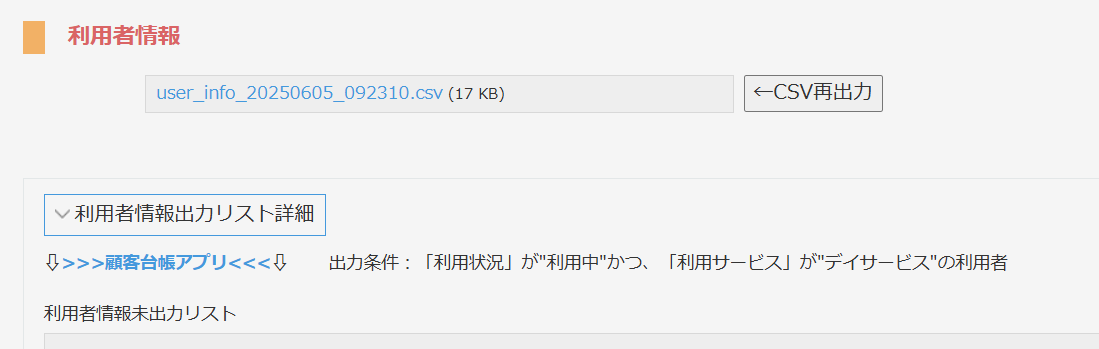 利用者情報
user_info_20250605_092310.csv (17 KB) ←CSV再出力
利用者情報出力リスト詳細
⇩>>>顧客台帳アプリ<<<⇩ 出力条件：「利用状況」が"利用中"かつ、「利用サービス」が"デイサービス"の利用者
利用者情報未出力リスト